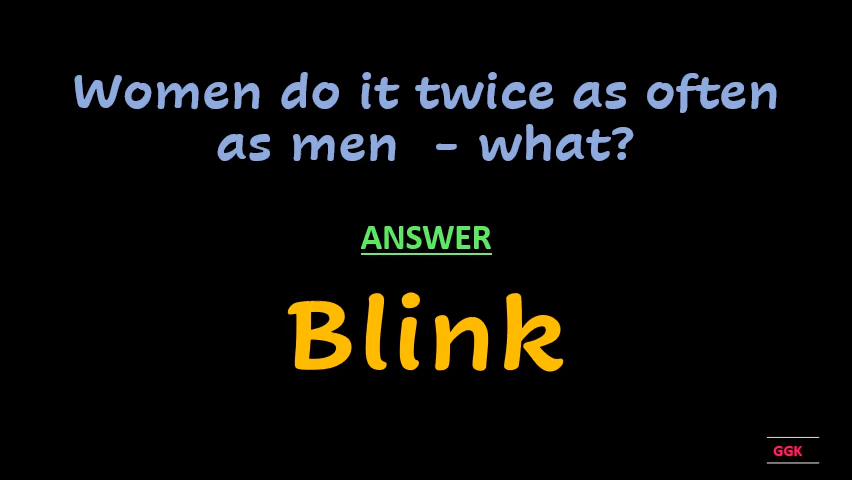 Women do it twice as often
as men - what?
ANSWER
Blink
GGK